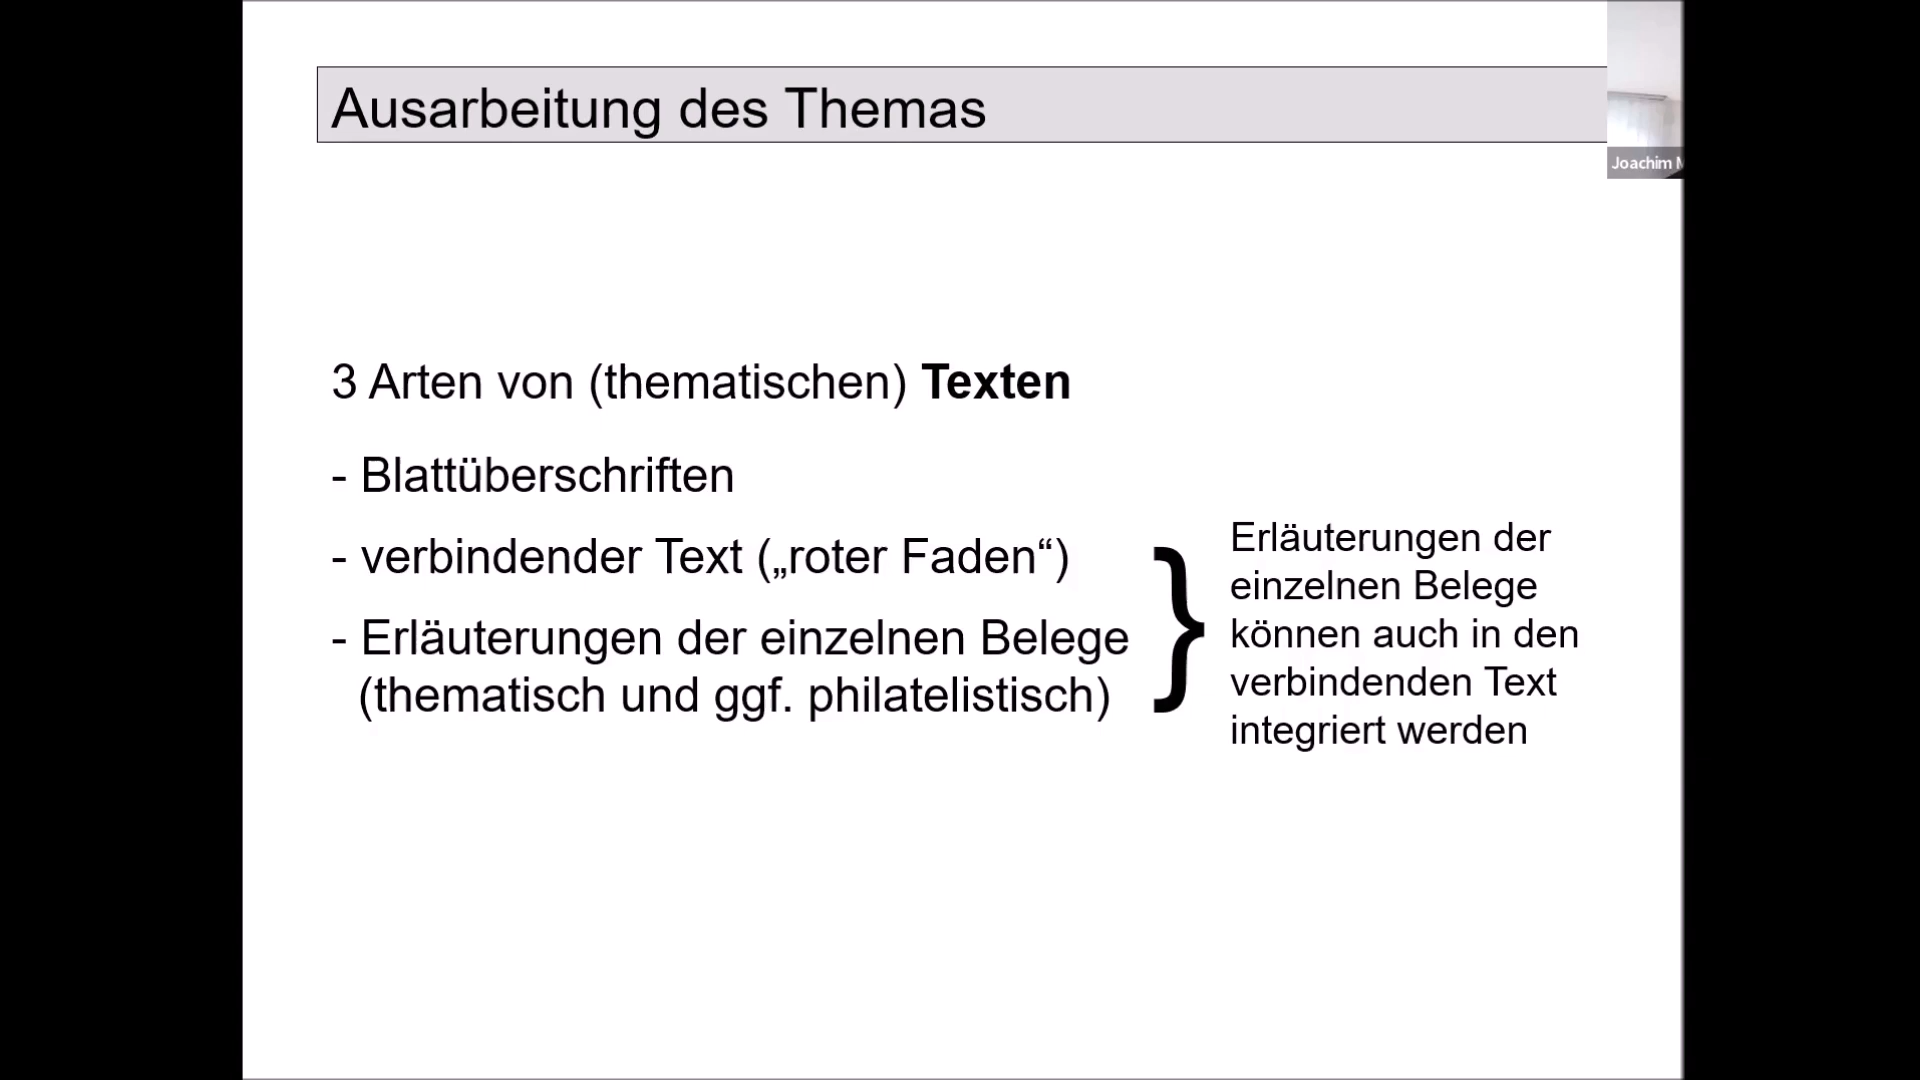 Ausarbeitung des Themas
Joachim
3 Arten von (thematischen) Texten
- Blattüberschriften
- verbindender Text („roter Faden“)
- Erläuterungen der einzelnen Belege
(thematisch und ggf. philatelistisch)
}
Erläuterungen der
einzelnen Belege
können auch in den
verbindenden Text
integriert werden